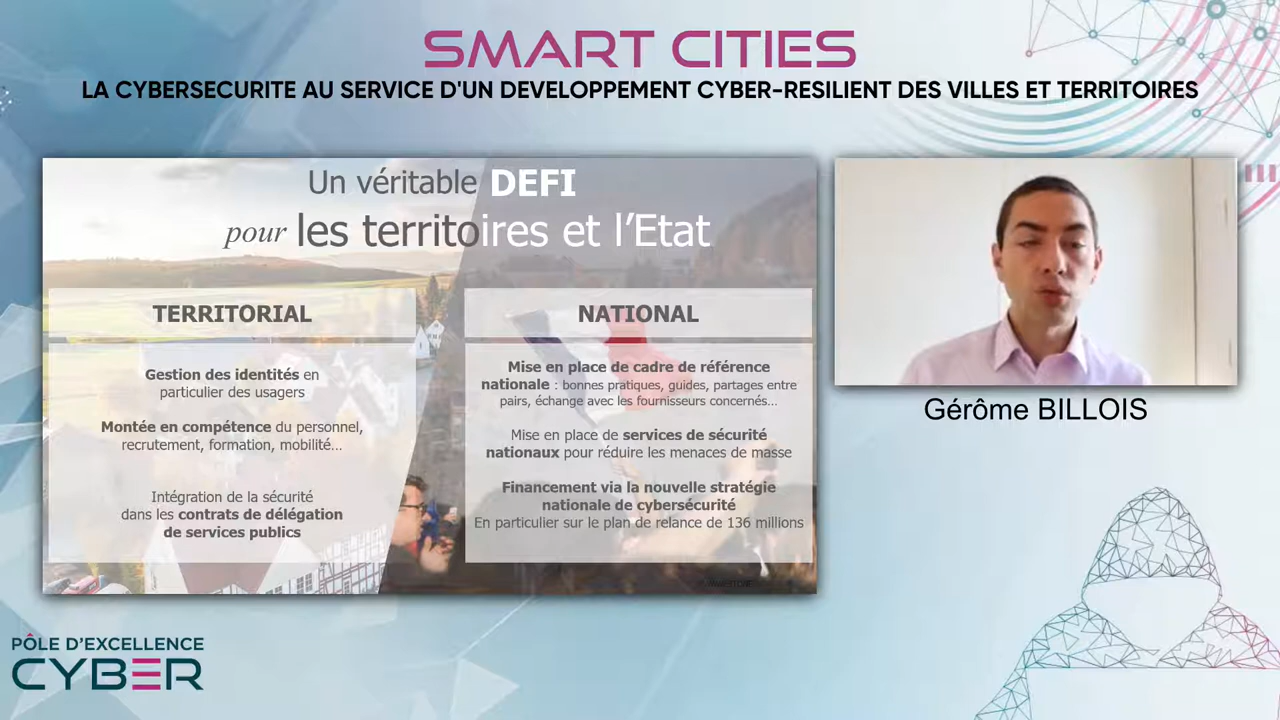 SMART CITIES
LA CYBERSECURITE AU SERVICE D'UN DEVELOPPEMENT CYBER-RESILIENT DES VILLES ET TERRITOIRES
Un véritable DEFI
pour les territoires et l'Etat
TERRITORIAL
Gestion des identités en
particulier des usagers
Montée en compétence du personnel,
recrutement, formation, mobilité...
Intégration de la sécurité
dans les contrats de délégation
de services publics
NATIONAL
Mise en place de cadre de référence
nationale : bonnes pratiques, guides, partages entre
pairs, échange avec les fournisseurs concernés...
Mise en place de services de sécurité
nationaux pour réduire les menaces de masse
Financement via la nouvelle stratégie
nationale de cybersécurité
En particulier sur le plan de relance de 136 millions
Gérôme BILLOIS
PÔLE D'EXCELLENCE
CYBER